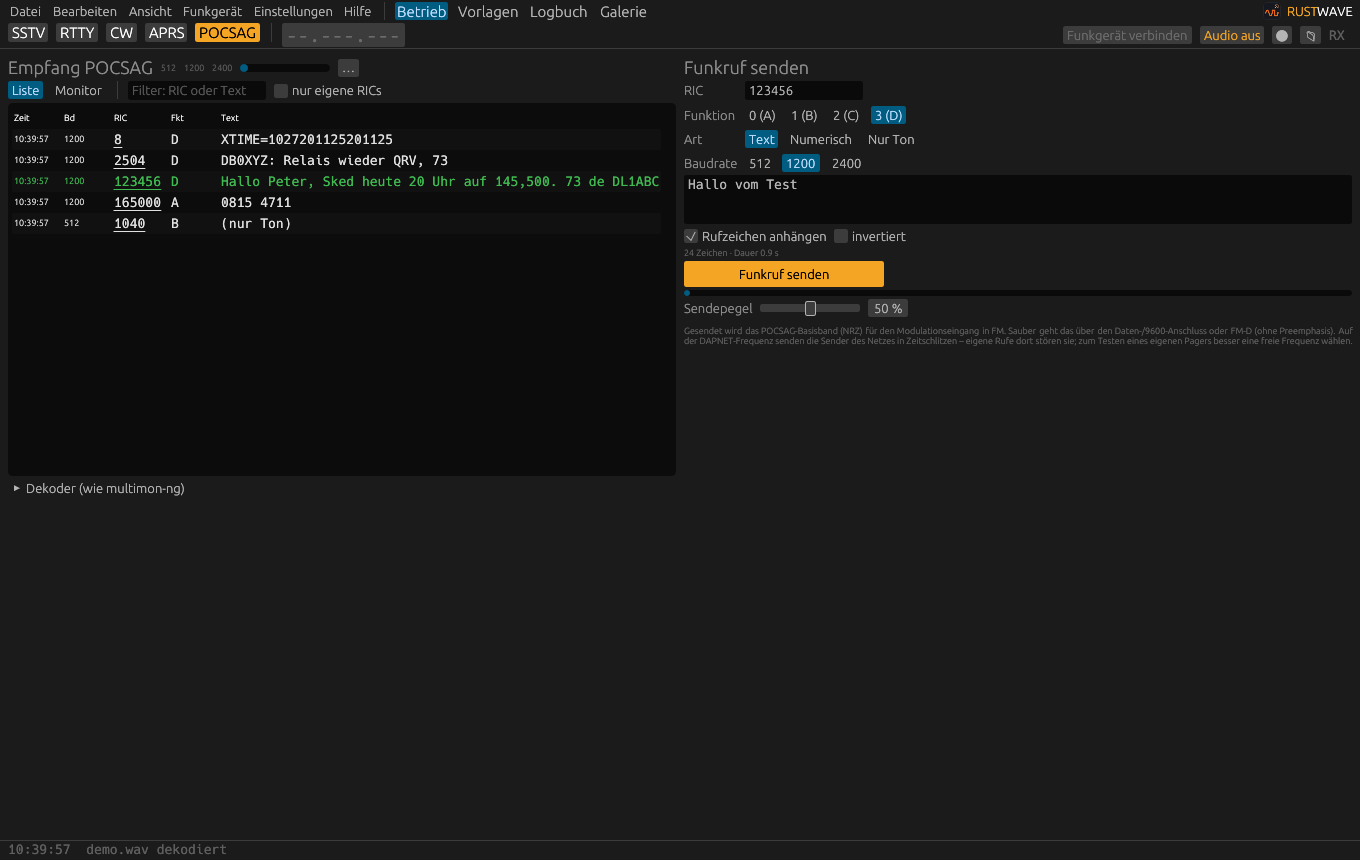 Datei Bearbeiten Ansicht Funkgerät Einstellungen Hilfe Betrieb Vorlagen Logbuch Galerie RUSTWAVE
SSTV RTTY CW APRS POCSAG --.---.--- Funkgerät verbinden Audio aus RX
Empfang POCSAG 512 1200 2400 ...
Liste Monitor Filter: RIC oder Text nur eigene RICs
Zeit Bd RIC Fkt Text
10:39:57 1200 8 D XTIME=1027201125201125
10:39:57 1200 2504 D DB0XYZ: Relais wieder QRV, 73
10:39:57 1200 123456 D Hallo Peter, Sked heute 20 Uhr auf 145,500. 73 de DL1ABC
10:39:57 1200 165000 A 0815 4711
10:39:57 512 1040 B (nur Ton)
Dekoder (wie multimon-ng)
Funkruf senden
RIC 123456
Funktion 0 (A) 1 (B) 2 (C) 3 (D)
Art Text Numerisch Nur Ton
Baudrate 512 1200 2400
Hallo vom Test
Rufzeichen anhängen invertiert
24 Zeichen · Dauer 0.9 s
Funkruf senden
Sendepegel 50 %
Gesendet wird das POCSAG-Basisband (NRZ) für den Modulationseingang in FM. Sauber geht das über den Daten-/9600-Anschluss oder FM-D (ohne Preemphasis). Auf
der DAPNET-Frequenz senden die Sender des Netzes in Zeitschlitzen – eigene Rufe dort stören sie; zum Testen eines eigenen Pagers besser eine freie Frequenz wählen.
10:39:57 demo.wav dekodiert